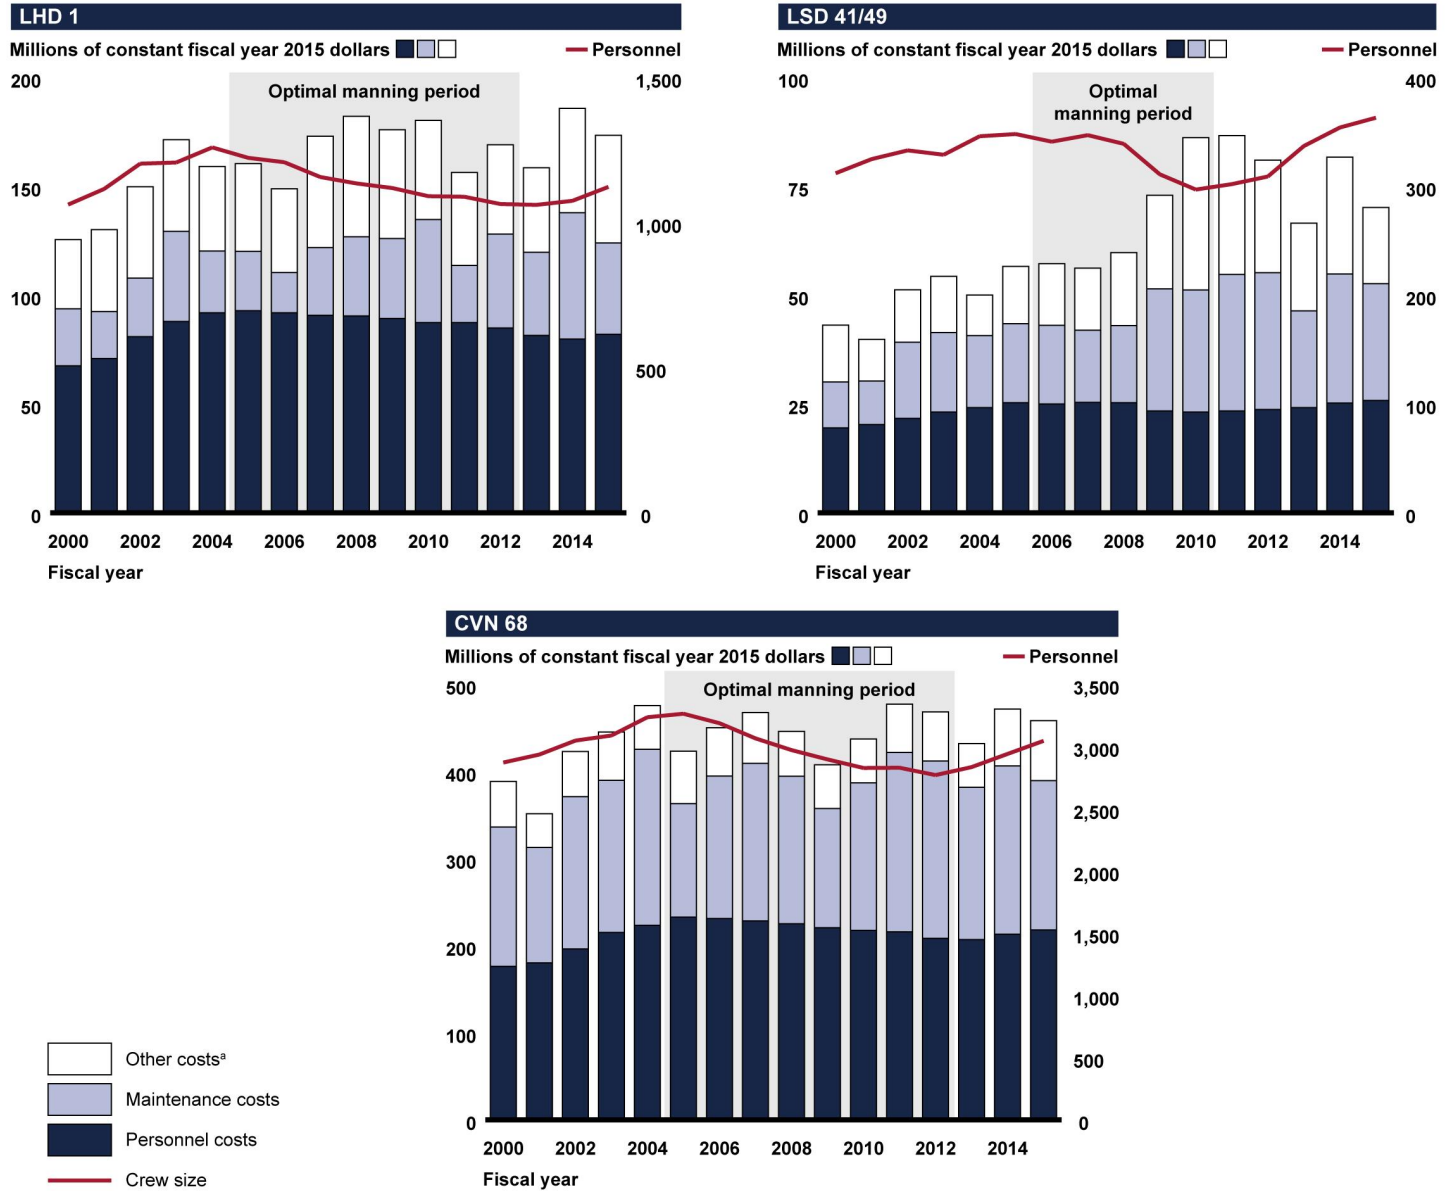 LHD 1
Millions of constant fiscal year 2015 dollars
Personnel
200
150
100
50
0
1,500
1,000
500
0
Optimal manning period
2000 2002 2004 2006 2008 2010 2012 2014
Fiscal year
LSD 41/49
Millions of constant fiscal year 2015 dollars
Personnel
100
75
50
25
0
400
300
200
100
0
Optimal
manning period
2000 2002 2004 2006 2008 2010 2012 2014
Fiscal year
CVN 68
Millions of constant fiscal year 2015 dollars
Personnel
500
400
300
200
100
0
3,500
3,000
2,500
2,000
1,500
1,000
500
0
Optimal manning period
2000 2002 2004 2006 2008 2010 2012 2014
Fiscal year
Other costsᵃ
Maintenance costs
Personnel costs
Crew size